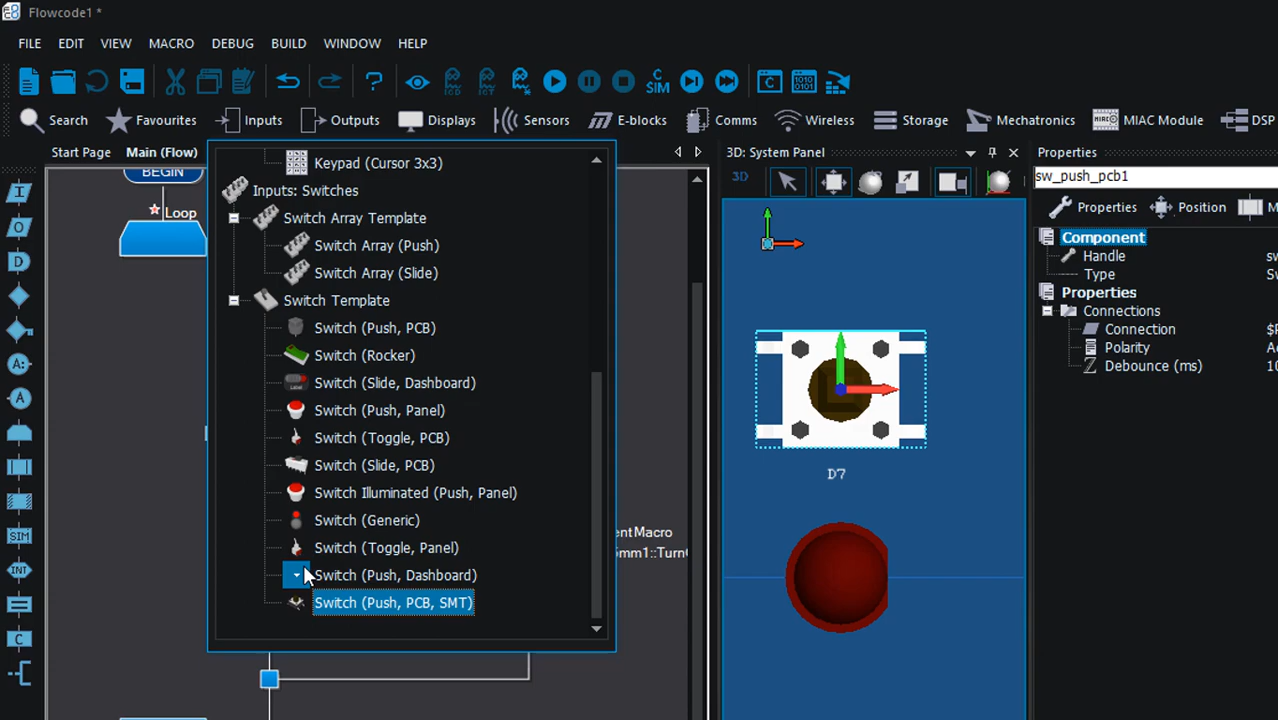 Flowcode1 *
FILE EDIT VIEW MACRO DEBUG BUILD WINDOW HELP
C SIM
Search Favourites Inputs Outputs Displays Sensors E-blocks Comms Wireless Storage Mechatronics MIAC Module DSP
Start Page Main (Flow)
3D: System Panel
Properties
3D
sw_push_pcb1
Properties Position M
BEGIN
Loop
Keypad (Cursor 3x3)
Inputs: Switches
Switch Array Template
Switch Array (Push)
Switch Array (Slide)
Switch Template
Switch (Push, PCB)
Switch (Rocker)
Switch (Slide, Dashboard)
Switch (Push, Panel)
Switch (Toggle, PCB)
Switch (Slide, PCB)
Switch Illuminated (Push, Panel)
Switch (Generic)
Switch (Toggle, Panel)
Switch (Push, Dashboard)
Switch (Push, PCB, SMT)
entMacro
mm1::Turn
D7
Component
Handle sw
Type Sw
Properties
Connections
Connection $P
Polarity Ac
Debounce (ms) 10